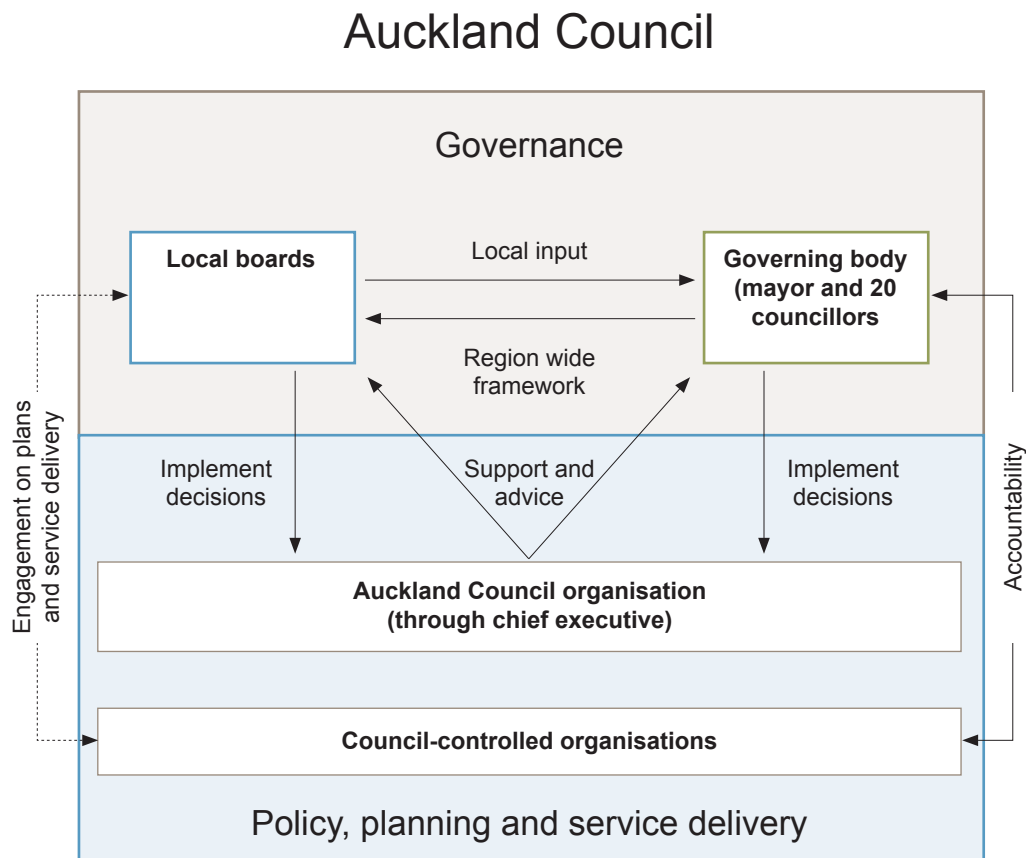 Auckland Council
Governance
Local boards
Local input
Governing body
(mayor and 20
councillors
Region wide
framework
Engagement on plans
and service delivery
Accountability
Implement
decisions
Support and
advice
Implement
decisions
Auckland Council organisation
(through chief executive)
Council-controlled organisations
Policy, planning and service delivery